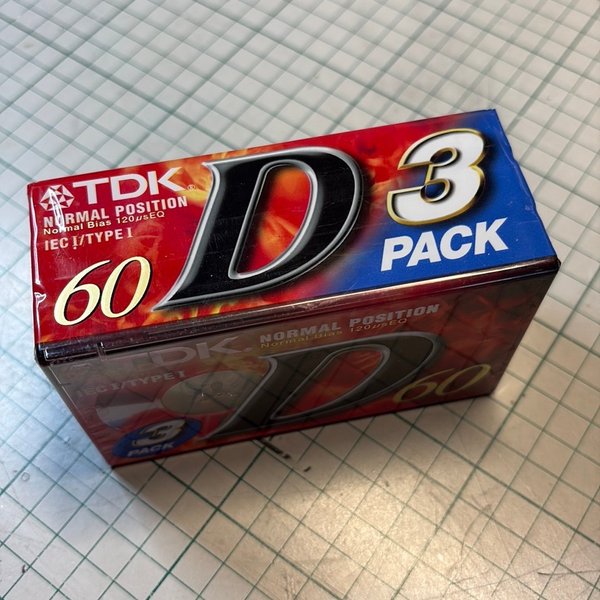 TDK®
NORMAL POSITION
Normal Bias 120µsEQ
IEC I/TYPE I
60
D
3
PACK
TDK
NORMAL POSITION
Normal Bias 120µsEQ
IEC I/TYPE I
D
60
3
PACK